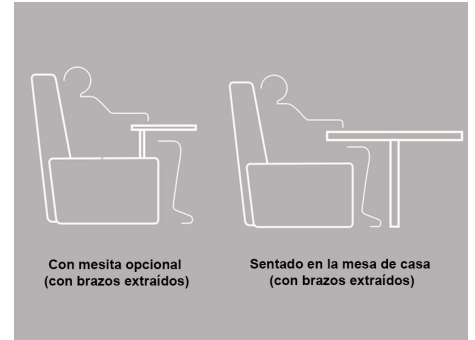 Con mesita opcional
(con brazos extraídos)
Sentado en la mesa de casa
(con brazos extraídos)